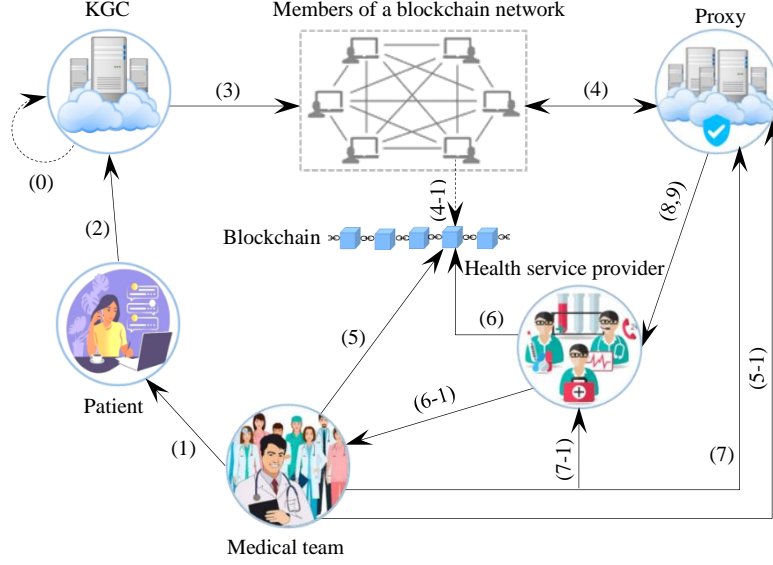 KGC
Members of a blockchain network
Proxy
(3)
(4)
(0)
(2)
(4-1)
(8,9)
Blockchain
Health service provider
(5)
(6)
(5-1)
Patient
(6-1)
(1)
(7-1)
(7)
Medical team